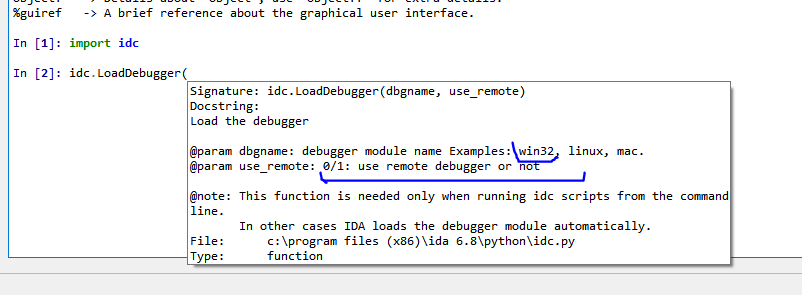 %guiref   -> A brief reference about the graphical user interface.
In [1]: import idc
In [2]: idc.LoadDebugger(
Signature: idc.LoadDebugger(dbgname, use_remote)
Docstring:
Load the debugger
@param dbgname: debugger module name Examples: win32, linux, mac.
@param use_remote: 0/1: use remote debugger or not
@note: This function is needed only when running idc scripts from the command
line.
In other cases IDA loads the debugger module automatically.
File:      c:\program files (x86)\ida 6.8\python\idc.py
Type:      function